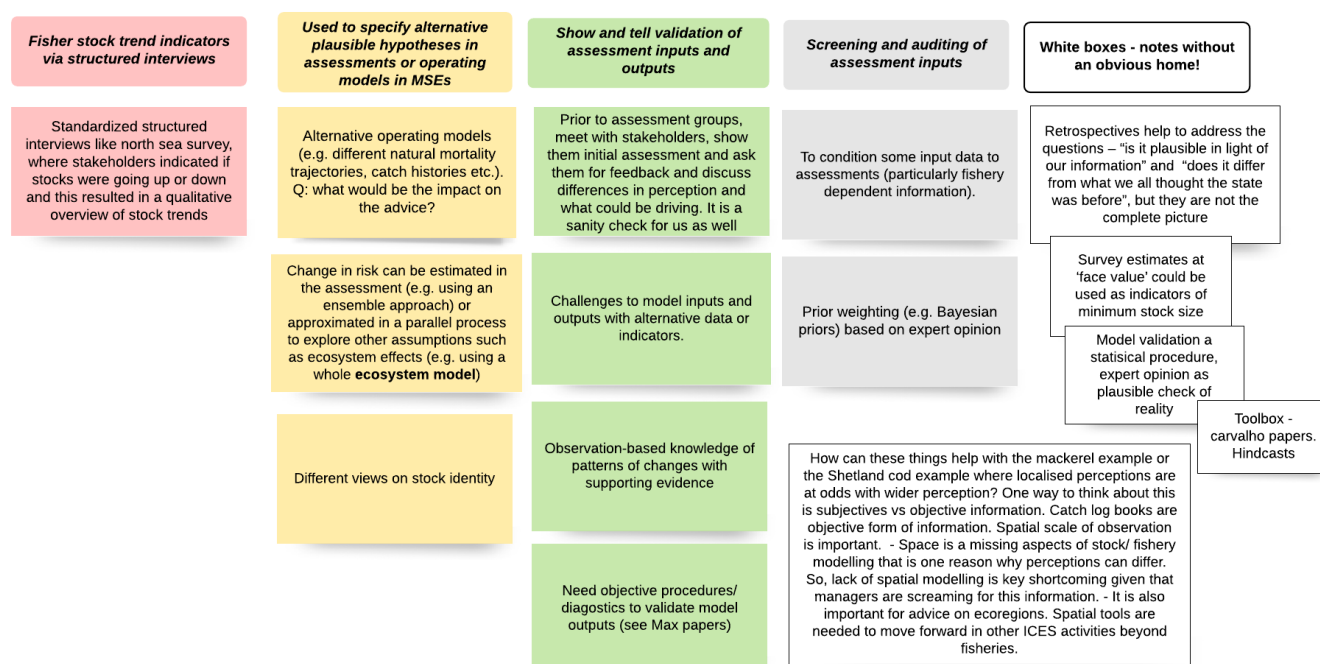 Fisher stock trend indicators
via structured interviews
Standardized structured
interviews like north sea survey,
where stakeholders indicated if
stocks were going up or down
and this resulted in a qualitative
overview of stock trends
Used to specify alternative
plausible hypotheses in
assessments or operating
models in MSEs
Alternative operating models
(e.g. different natural mortality
trajectories, catch histories etc.).
Q: what would be the impact on
the advice?
Change in risk can be estimated in
the assessment (e.g. using an
ensemble approach) or
approximated in a parallel process
to explore other assumptions such
as ecosystem effects (e.g. using a
whole ecosystem model)
Different views on stock identity
Show and tell validation of
assessment inputs and
outputs
Prior to assessment groups,
meet with stakeholders, show
them initial assessment and ask
them for feedback and discuss
differences in perception and
what could be driving. It is a
sanity check for us as well
Challenges to model inputs and
outputs with alternative data or
indicators.
Observation-based knowledge of
patterns of changes with
supporting evidence
Need objective procedures/
diagostics to validate model
outputs (see Max papers)
Screening and auditing of
assessment inputs
To condition some input data to
assessments (particularly fishery
dependent information).
Prior weighting (e.g. Bayesian
priors) based on expert opinion
White boxes - notes without
an obvious home!
Retrospectives help to address the
questions – “is it plausible in light of
our information” and  “does it differ
from what we all thought the state
was before”, but they are not the
complete picture
Survey estimates at
‘face value’ could be
used as indicators of
minimum stock size
Model validation a
statisical procedure,
expert opinion as
plausible check of
reality
Toolbox -
carvalho papers.
Hindcasts
How can these things help with the mackerel example or
the Shetland cod example where localised perceptions are
at odds with wider perception? One way to think about this
is subjectives vs objective information. Catch log books are
objective form of information. Spatial scale of observation
is important.  - Space is a missing aspects of stock/ fishery
modelling that is one reason why perceptions can differ.
So, lack of spatial modelling is key shortcoming given that
managers are screaming for this information. - It is also
important for advice on ecoregions. Spatial tools are
needed to move forward in other ICES activities beyond
fisheries.